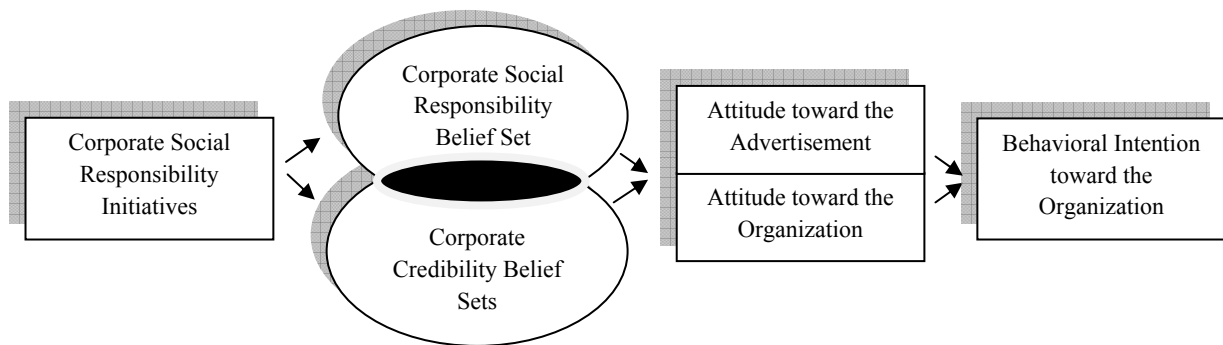 Corporate Social
Responsibility
Initiatives
Corporate Social
Responsibility
Belief Set
Corporate
Credibility Belief
Sets
Attitude toward the
Advertisement
Attitude toward the
Organization
Behavioral Intention
toward the
Organization